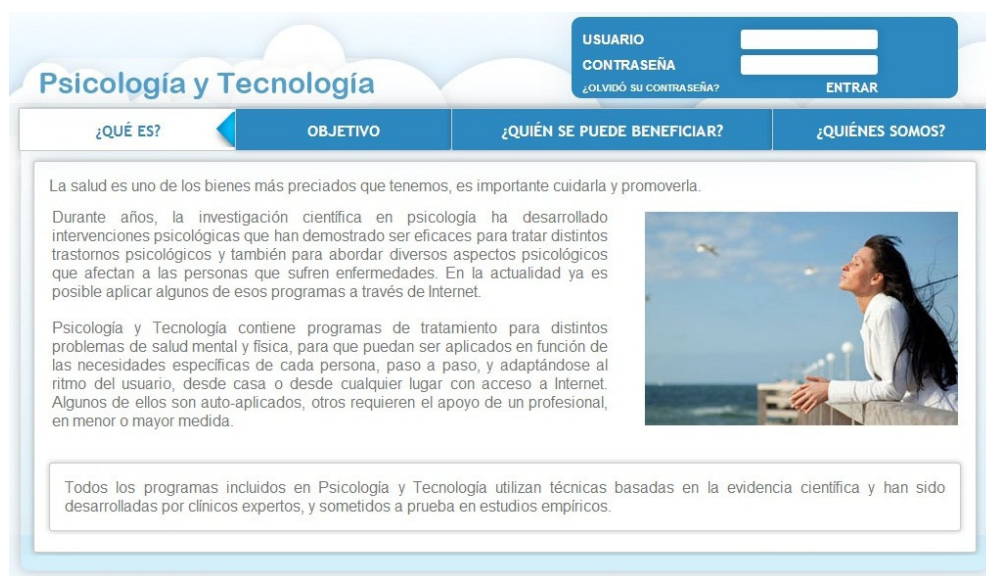 USUARIO
CONTRASEÑA
¿OLVIDÓ SU CONTRASEÑA? ENTRAR
Psicología y Tecnología
¿QUÉ ES? OBJETIVO ¿QUIÉN SE PUEDE BENEFICIAR? ¿QUIÉNES SOMOS?
La salud es uno de los bienes más preciados que tenemos, es importante cuidarla y promoverla.
Durante años, la investigación científica en psicología ha desarrollado
intervenciones psicológicas que han demostrado ser eficaces para tratar distintos
trastornos psicológicos y también para abordar diversos aspectos psicológicos
que afectan a las personas que sufren enfermedades. En la actualidad ya es
posible aplicar algunos de esos programas a través de Internet.
Psicología y Tecnología contiene programas de tratamiento para distintos
problemas de salud mental y física, para que puedan ser aplicados en función de
las necesidades específicas de cada persona, paso a paso, y adaptándose al
ritmo del usuario, desde casa o desde cualquier lugar con acceso a Internet.
Algunos de ellos son auto-aplicados, otros requieren el apoyo de un profesional,
en menor o mayor medida.
Todos los programas incluidos en Psicología y Tecnología utilizan técnicas basadas en la evidencia científica y han sido
desarrolladas por clínicos expertos, y sometidos a prueba en estudios empíricos.